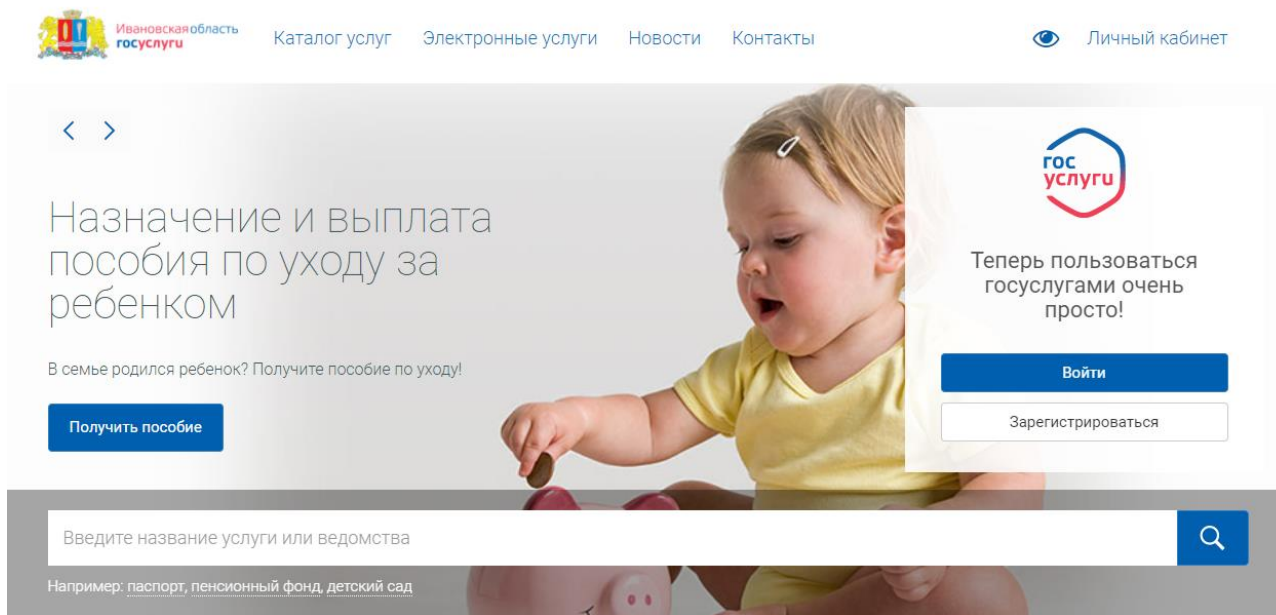 Ивановская область
госуслуги
Каталог услуг
Электронные услуги
Новости
Контакты
Личный кабинет
Назначение и выплата
пособия по уходу за
ребенком
В семье родился ребенок? Получите пособие по уходу!
Получить пособие
гос
услуги
Теперь пользоваться
госуслугами очень
просто!
Войти
Зарегистрироваться
Введите название услуги или ведомства
Например: паспорт, пенсионный фонд, детский сад